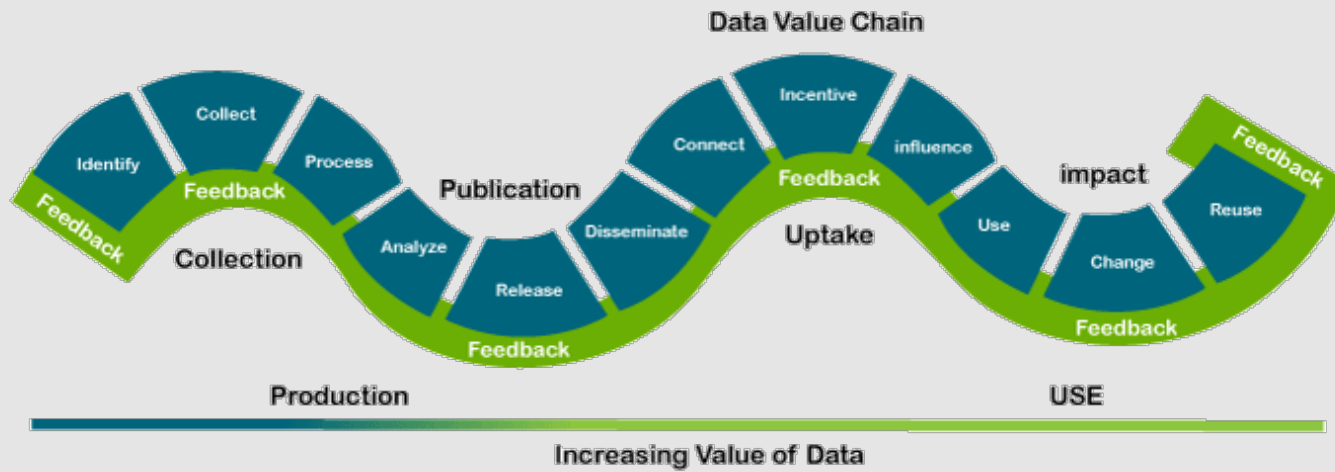 Data Value Chain
Identify
Collect
Process
Analyze
Release
Disseminate
Connect
Incentive
influence
Use
Change
Reuse
Feedback
Feedback
Feedback
Feedback
Feedback
Feedback
Collection
Publication
Uptake
impact
Production
USE
Increasing Value of Data